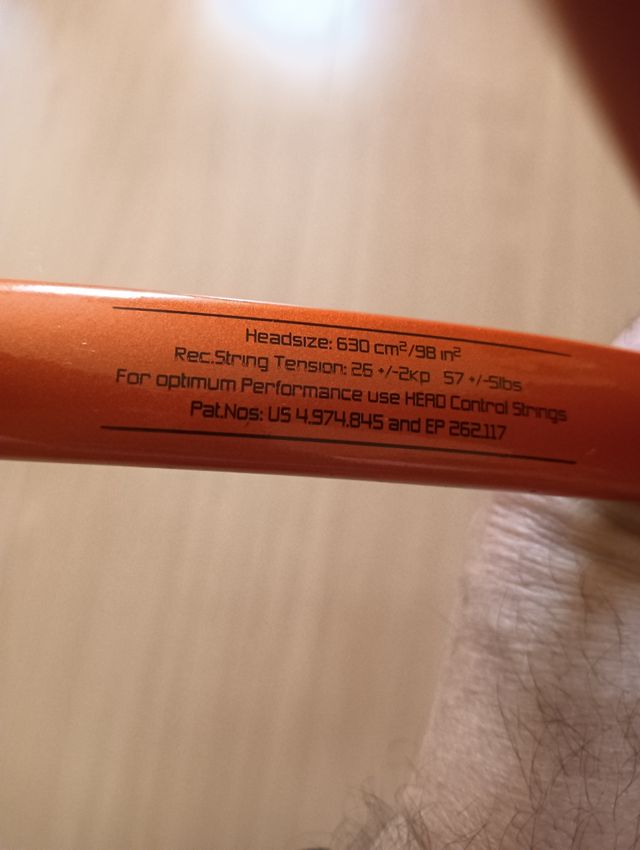 Headsize: 630 cm²/98 in²
Rec.String Tension: 26 +/-2kp 57 +/-5lbs
For optimum Performance use HEAD Control Strings
Pat.Nos: US 4.974.845 and EP 262.117